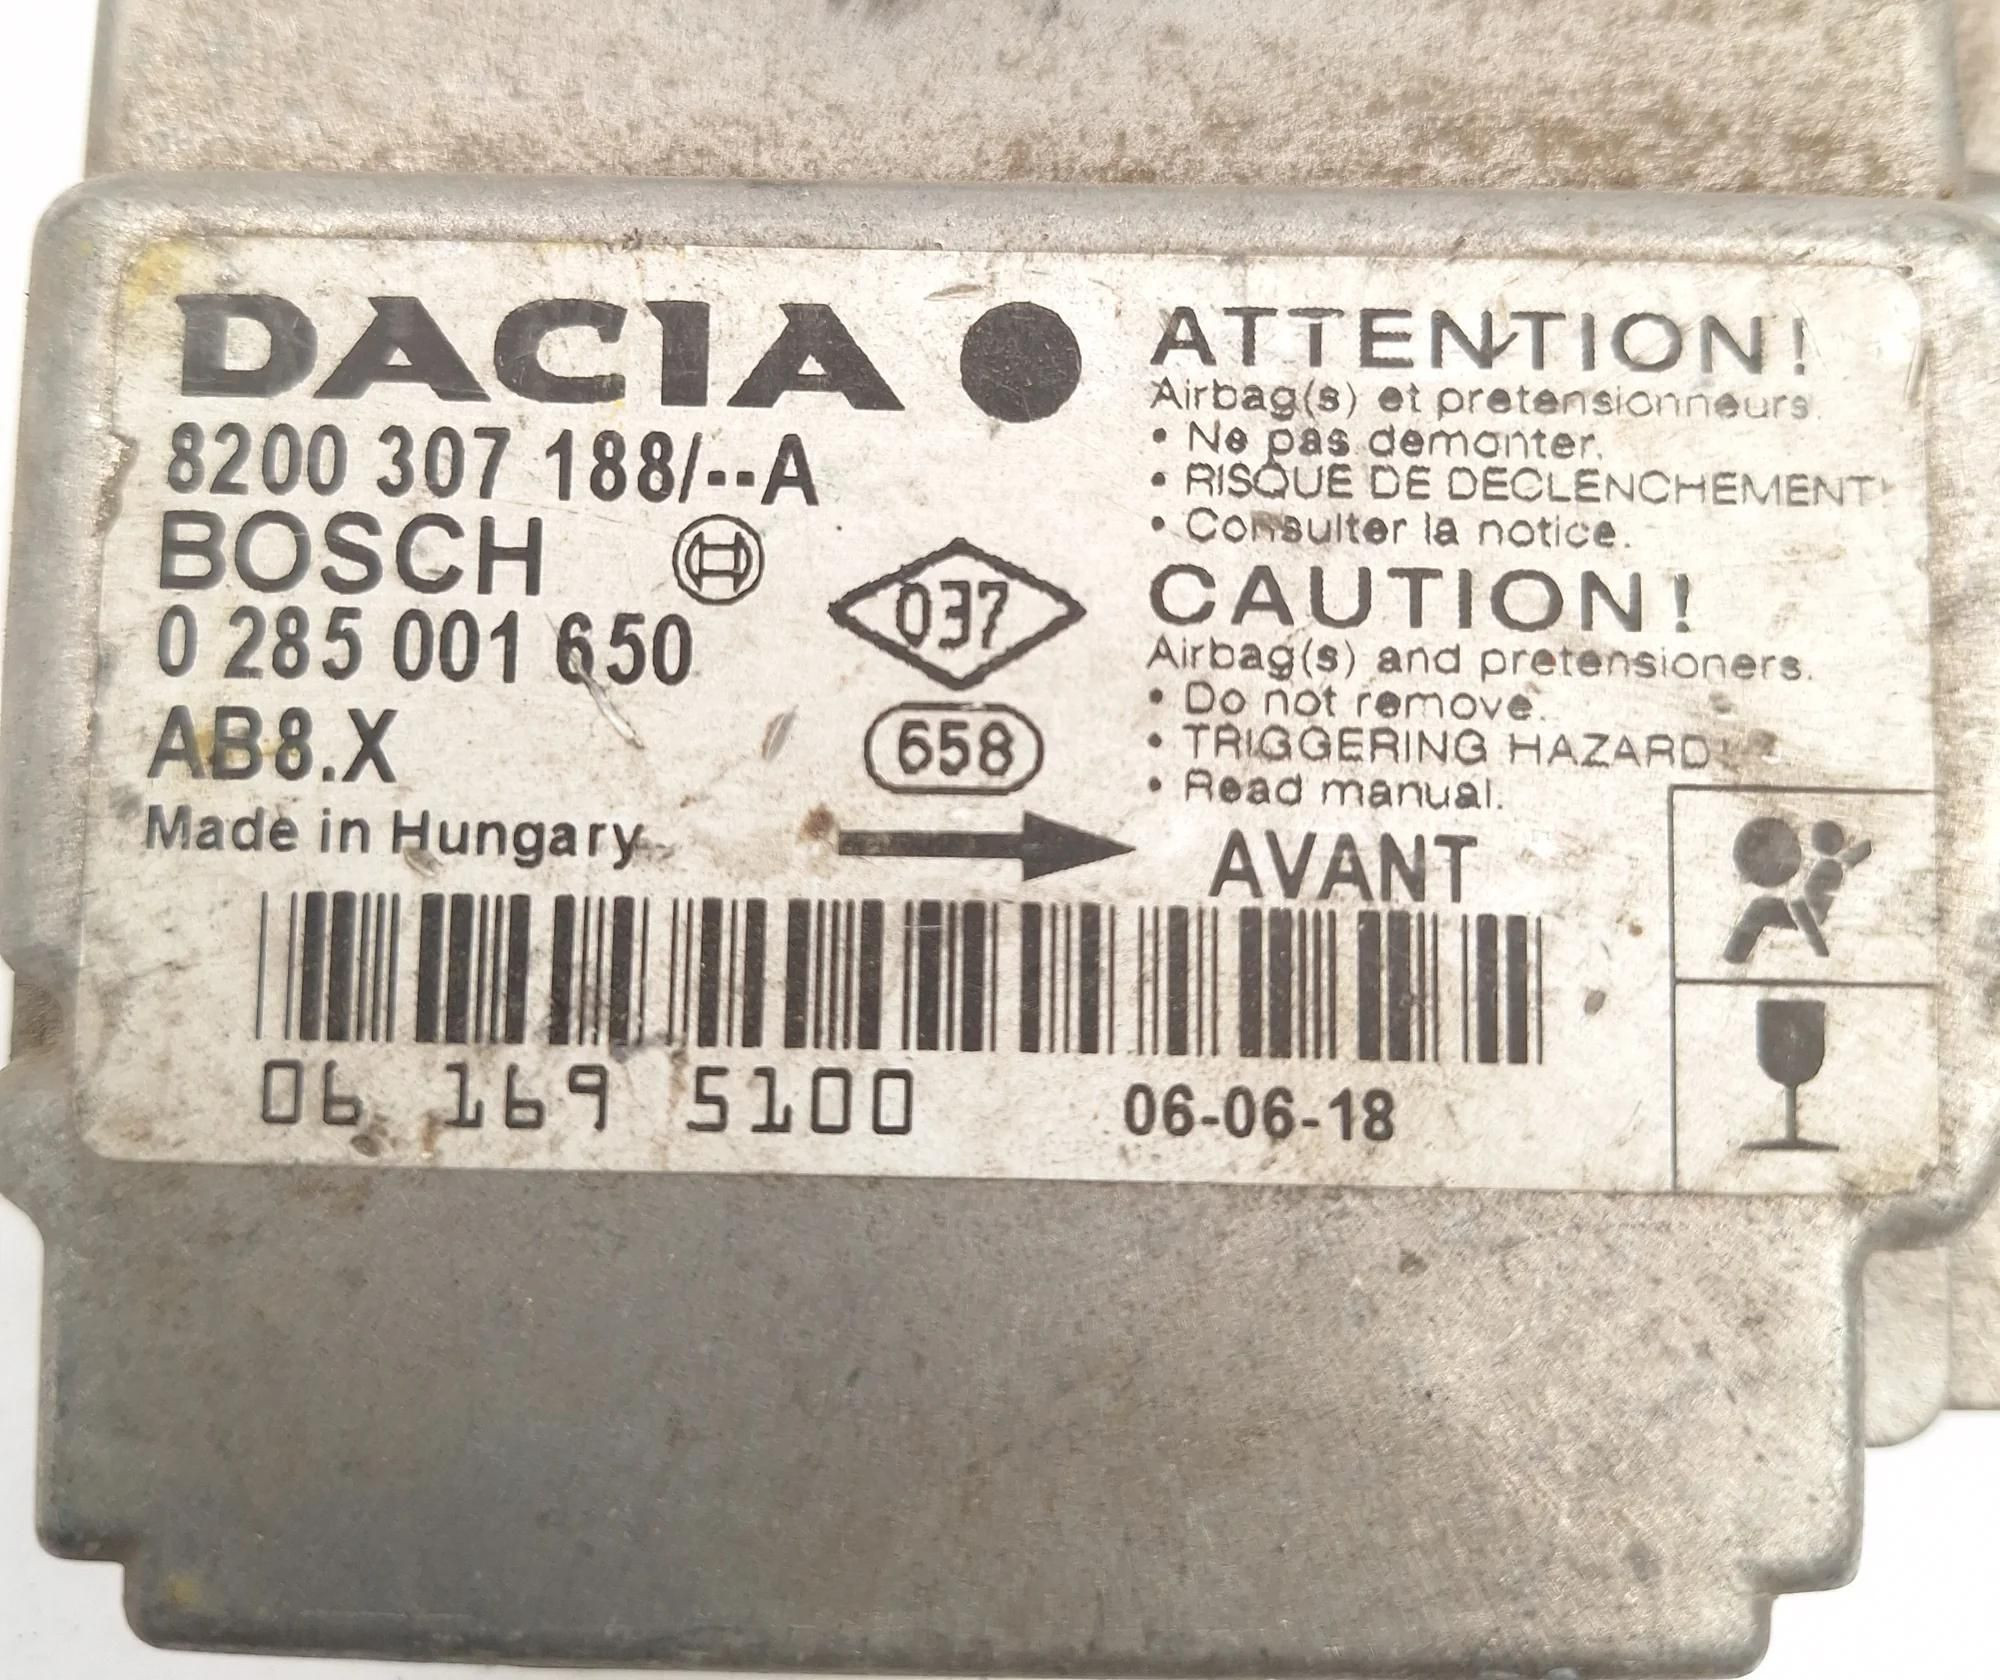 DACIA
8200 307 188/--A
BOSCH
0 285 001 650
AB8.X
Made in Hungary
037
658
ATTENTION!
Airbag(s) et pretensionneurs.
• Ne pas demonter.
• RISQUE DE DECLENCHEMENT!
• Consulter la notice.
CAUTION!
Airbag(s) and pretensioners.
• Do not remove.
• TRIGGERING HAZARD!
• Read manual.
AVANT
06 169 5100
06-06-18